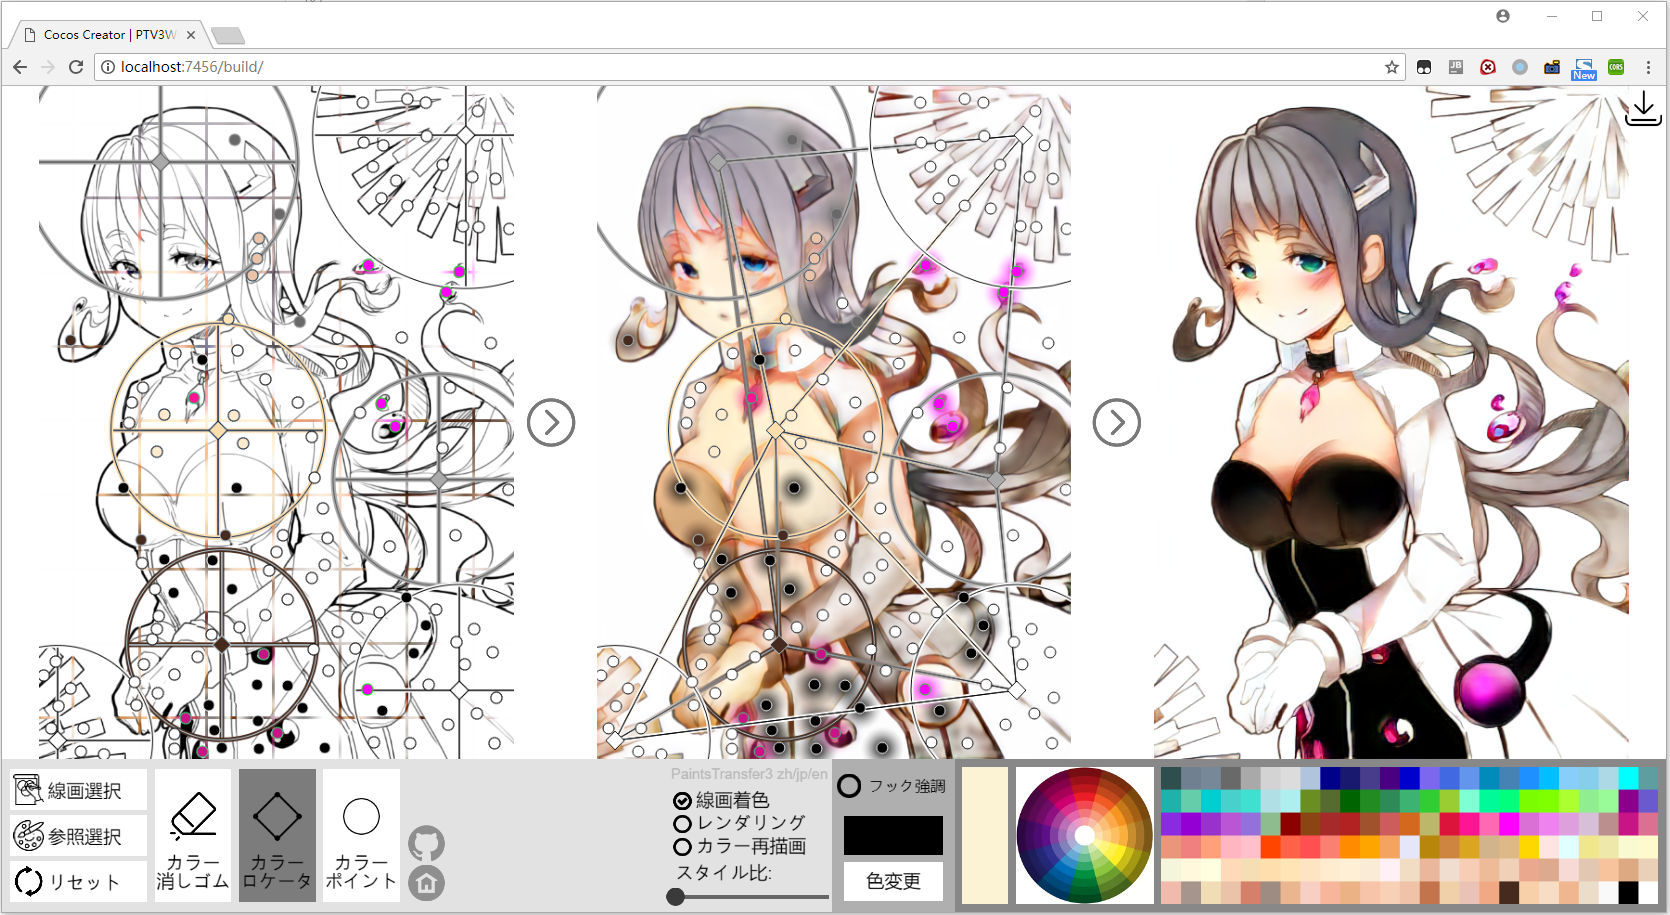 Cocos Creator | PTV3W
localhost:7456/build/
JB
New
CORS
線画選択
参照選択
リセット
カラー
消しゴム
カラー
ロケータ
カラー
ポイント
PaintsTransfer3 zh/jp/en
線画着色
レンダリング
カラー再描画
スタイル比:
フック強調
色変更